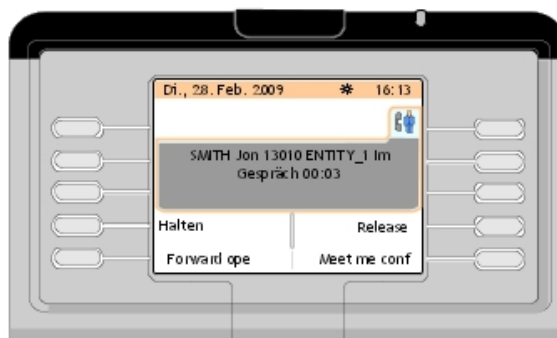 Di., 28. Feb. 2009 16:13
SMITH Jon 13010 ENTITY_1 Im
Gespräch 00:03
Halten Release
Forward ope Meet me conf